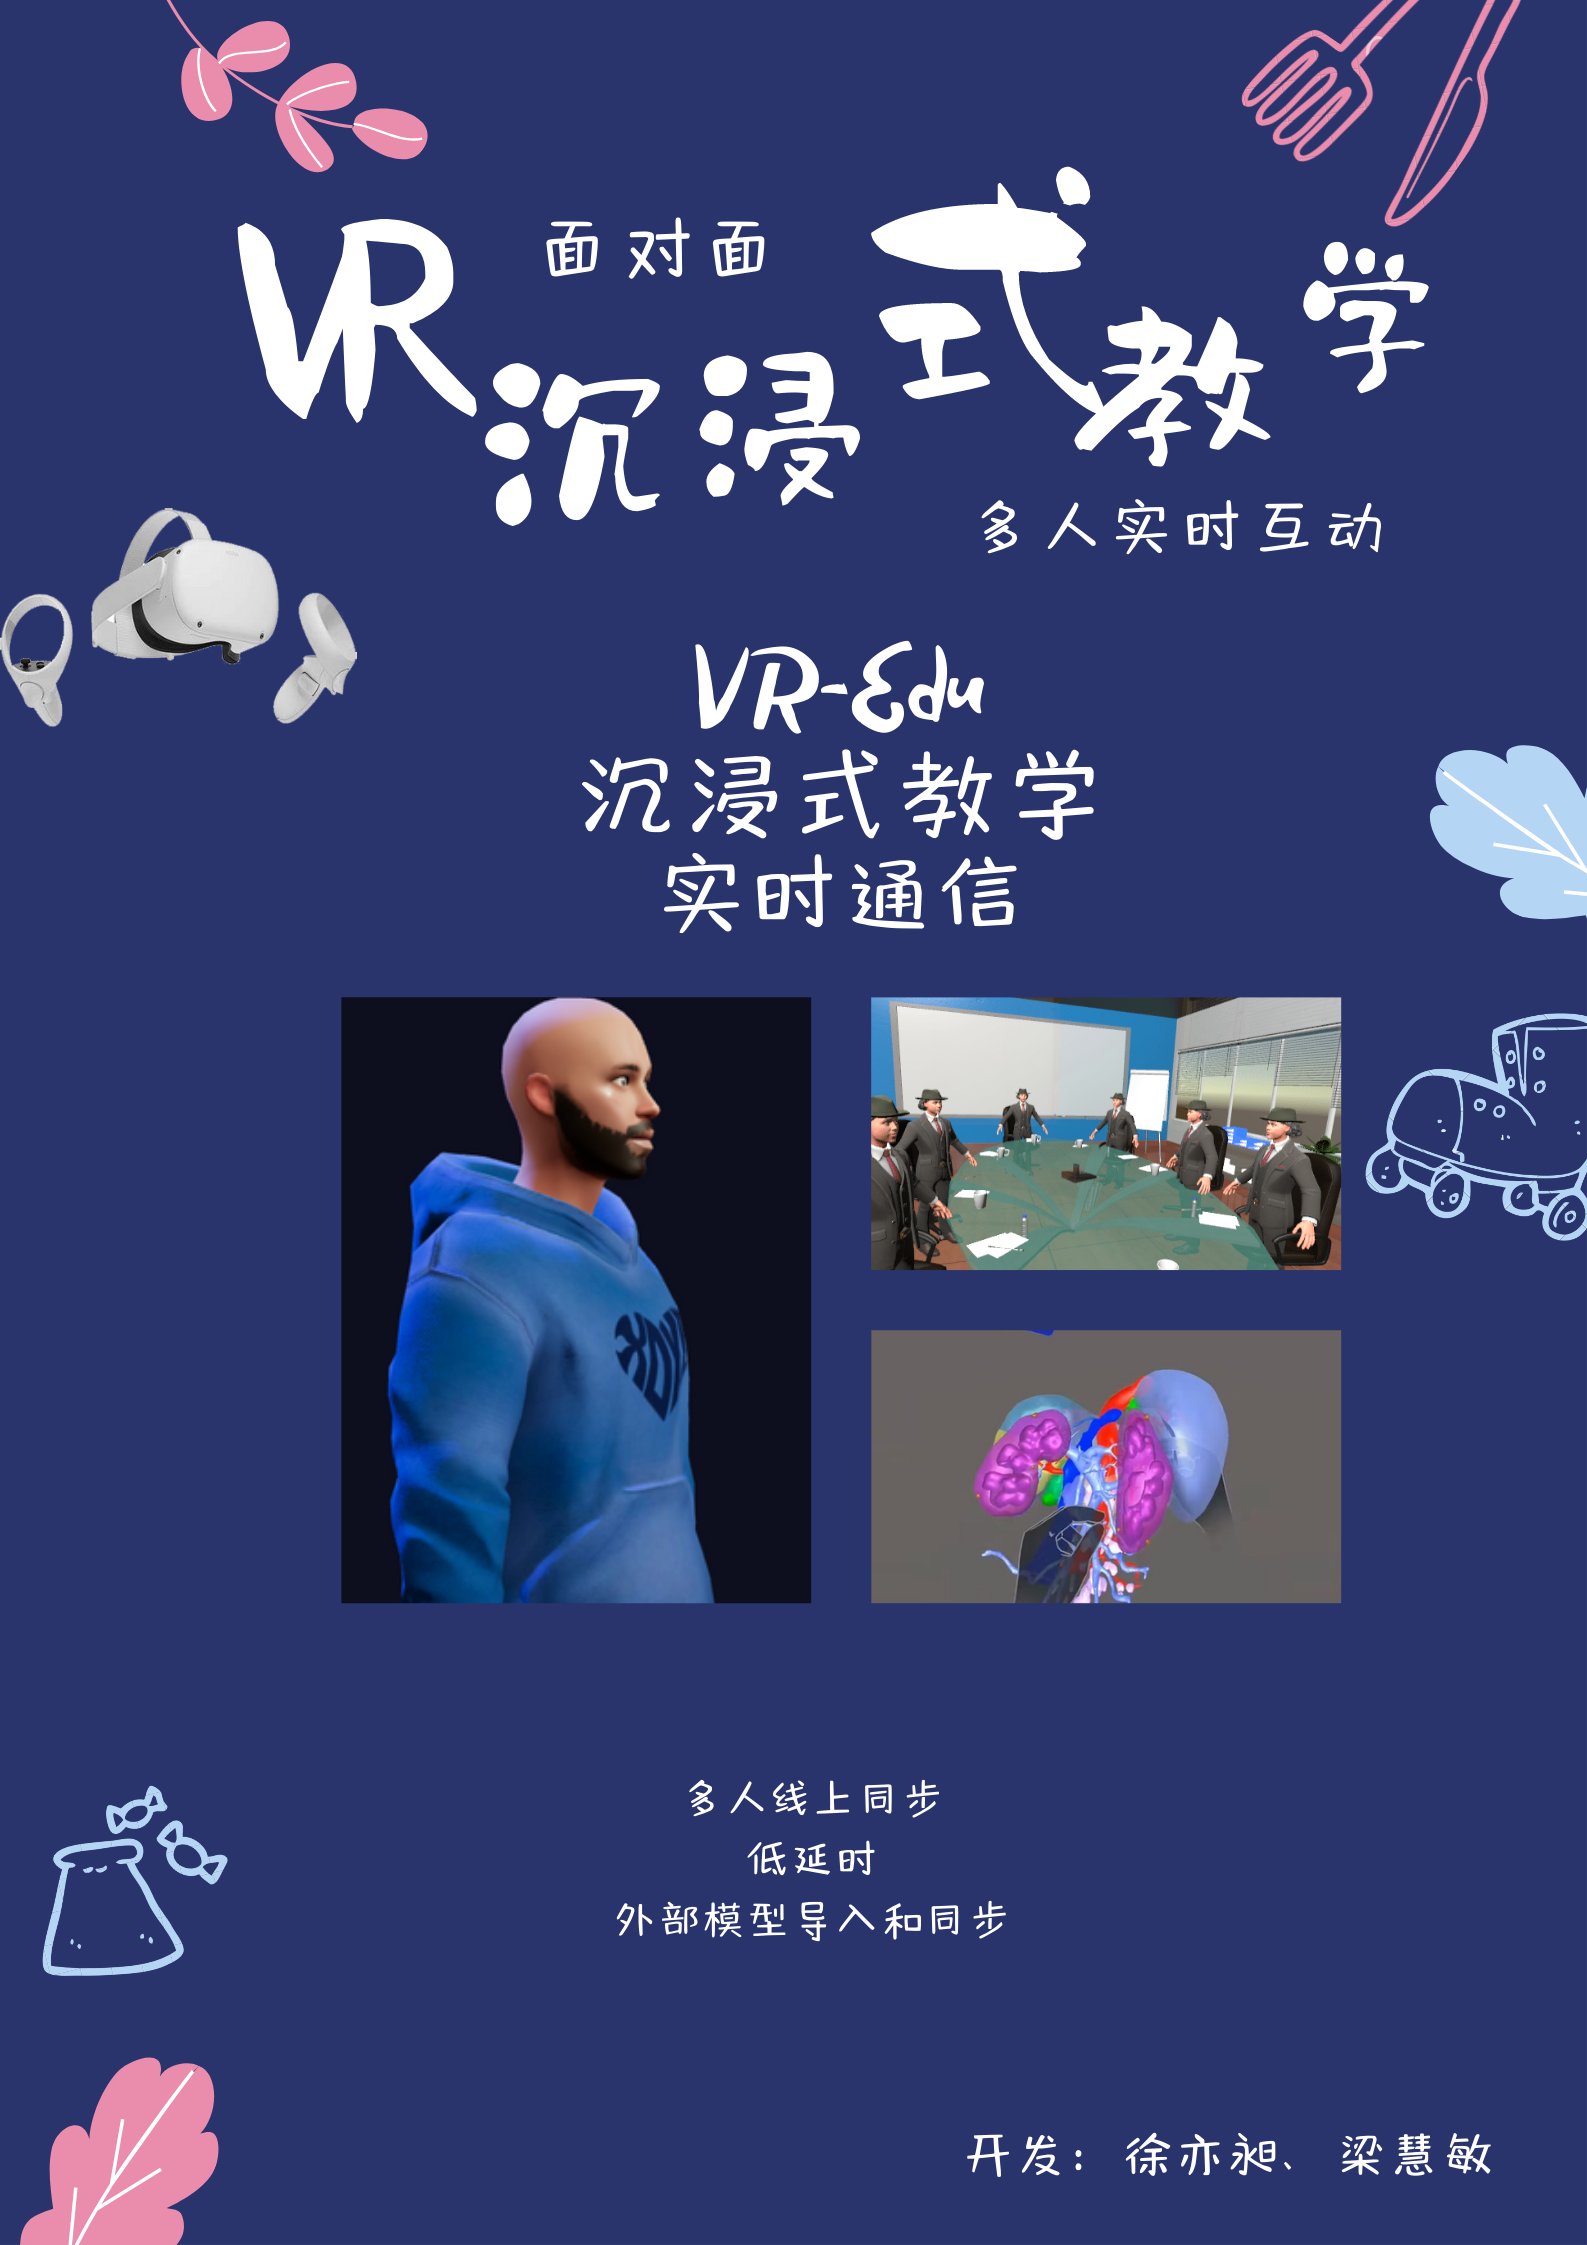 面对面
VR沉浸式教学
多人实时互动
VR-Edu
沉浸式教学
实时通信
多人线上同步
低延时
外部模型导入和同步
开发：徐亦昶、梁慧敏